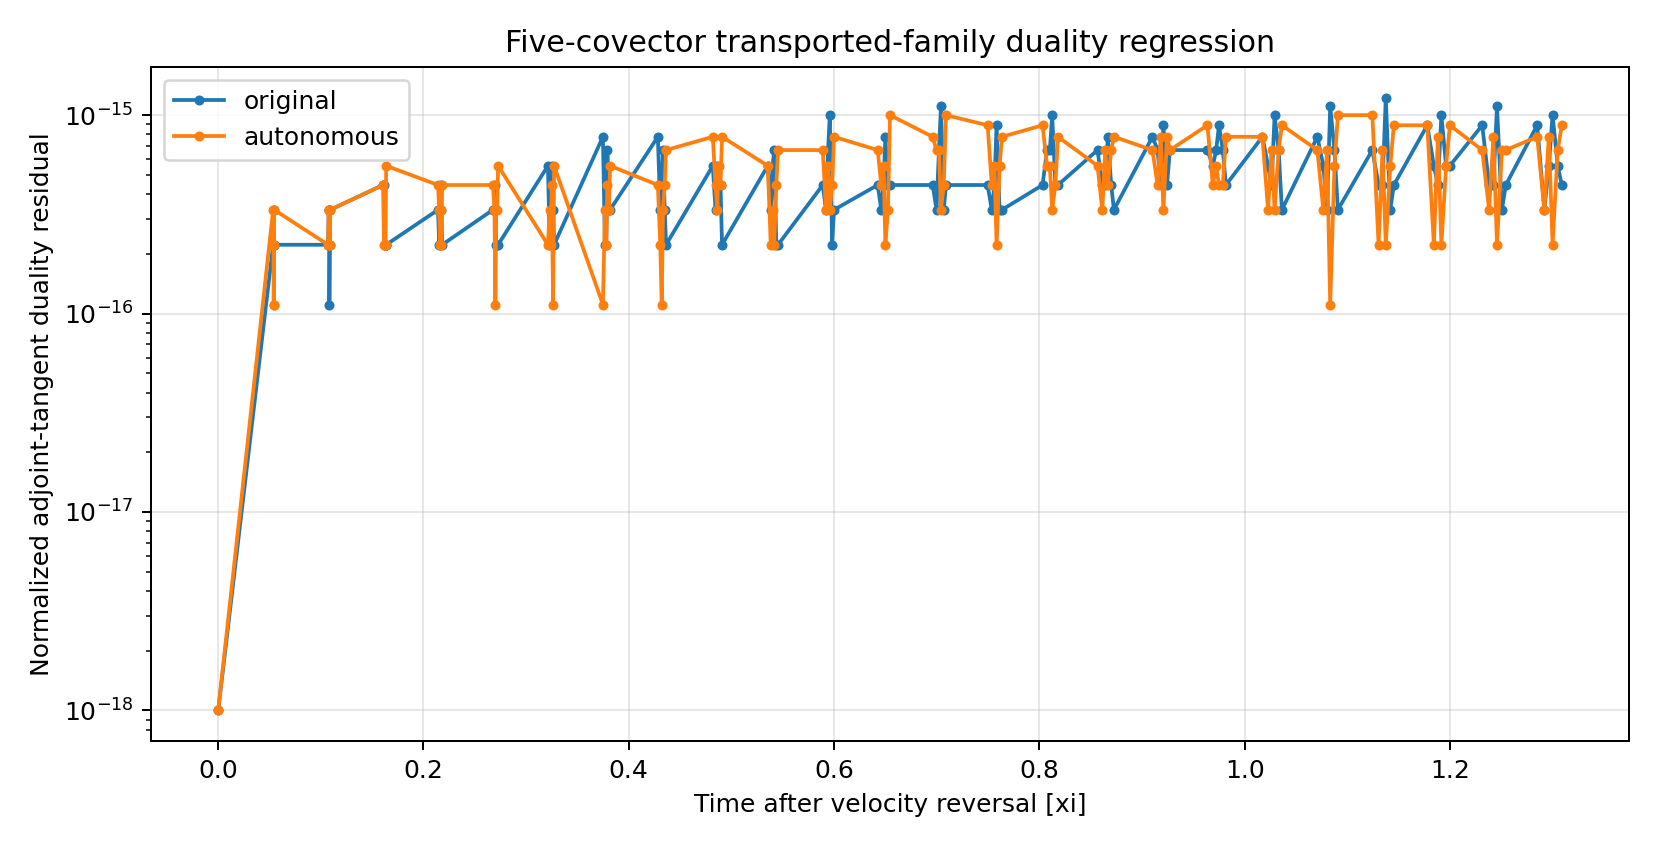 Five-covector transported-family duality regression
original
autonomous
Normalized adjoint-tangent duality residual
10⁻¹⁵
10⁻¹⁶
10⁻¹⁷
10⁻¹⁸
0.0 0.2 0.4 0.6 0.8 1.0 1.2
Time after velocity reversal [xi]